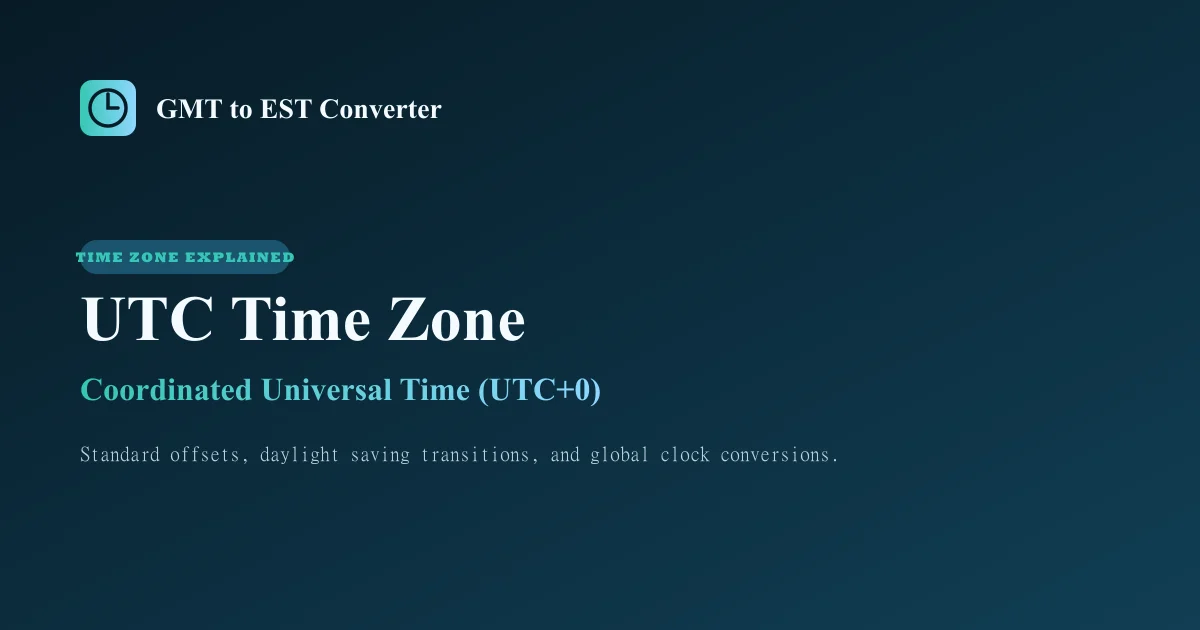 GMT to EST Converter
TIME ZONE EXPLAINED
UTC Time Zone
Coordinated Universal Time (UTC+0)
Standard offsets, daylight saving transitions, and global clock conversions.